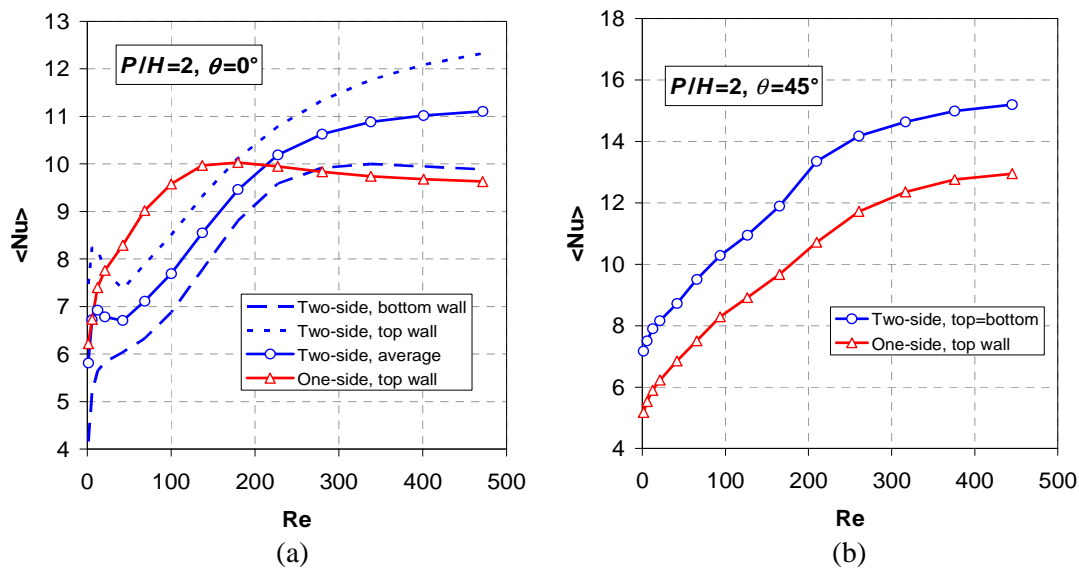 13
12
11
10
9
8
7
6
5
4
<Nu>
P/H=2, θ=0°
Two-side, bottom wall
Two-side, top wall
Two-side, average
One-side, top wall
0 100 200 300 400 500
Re
(a)
18
16
14
12
10
8
6
4
<Nu>
P/H=2, θ=45°
Two-side, top=bottom
One-side, top wall
0 100 200 300 400 500
Re
(b)